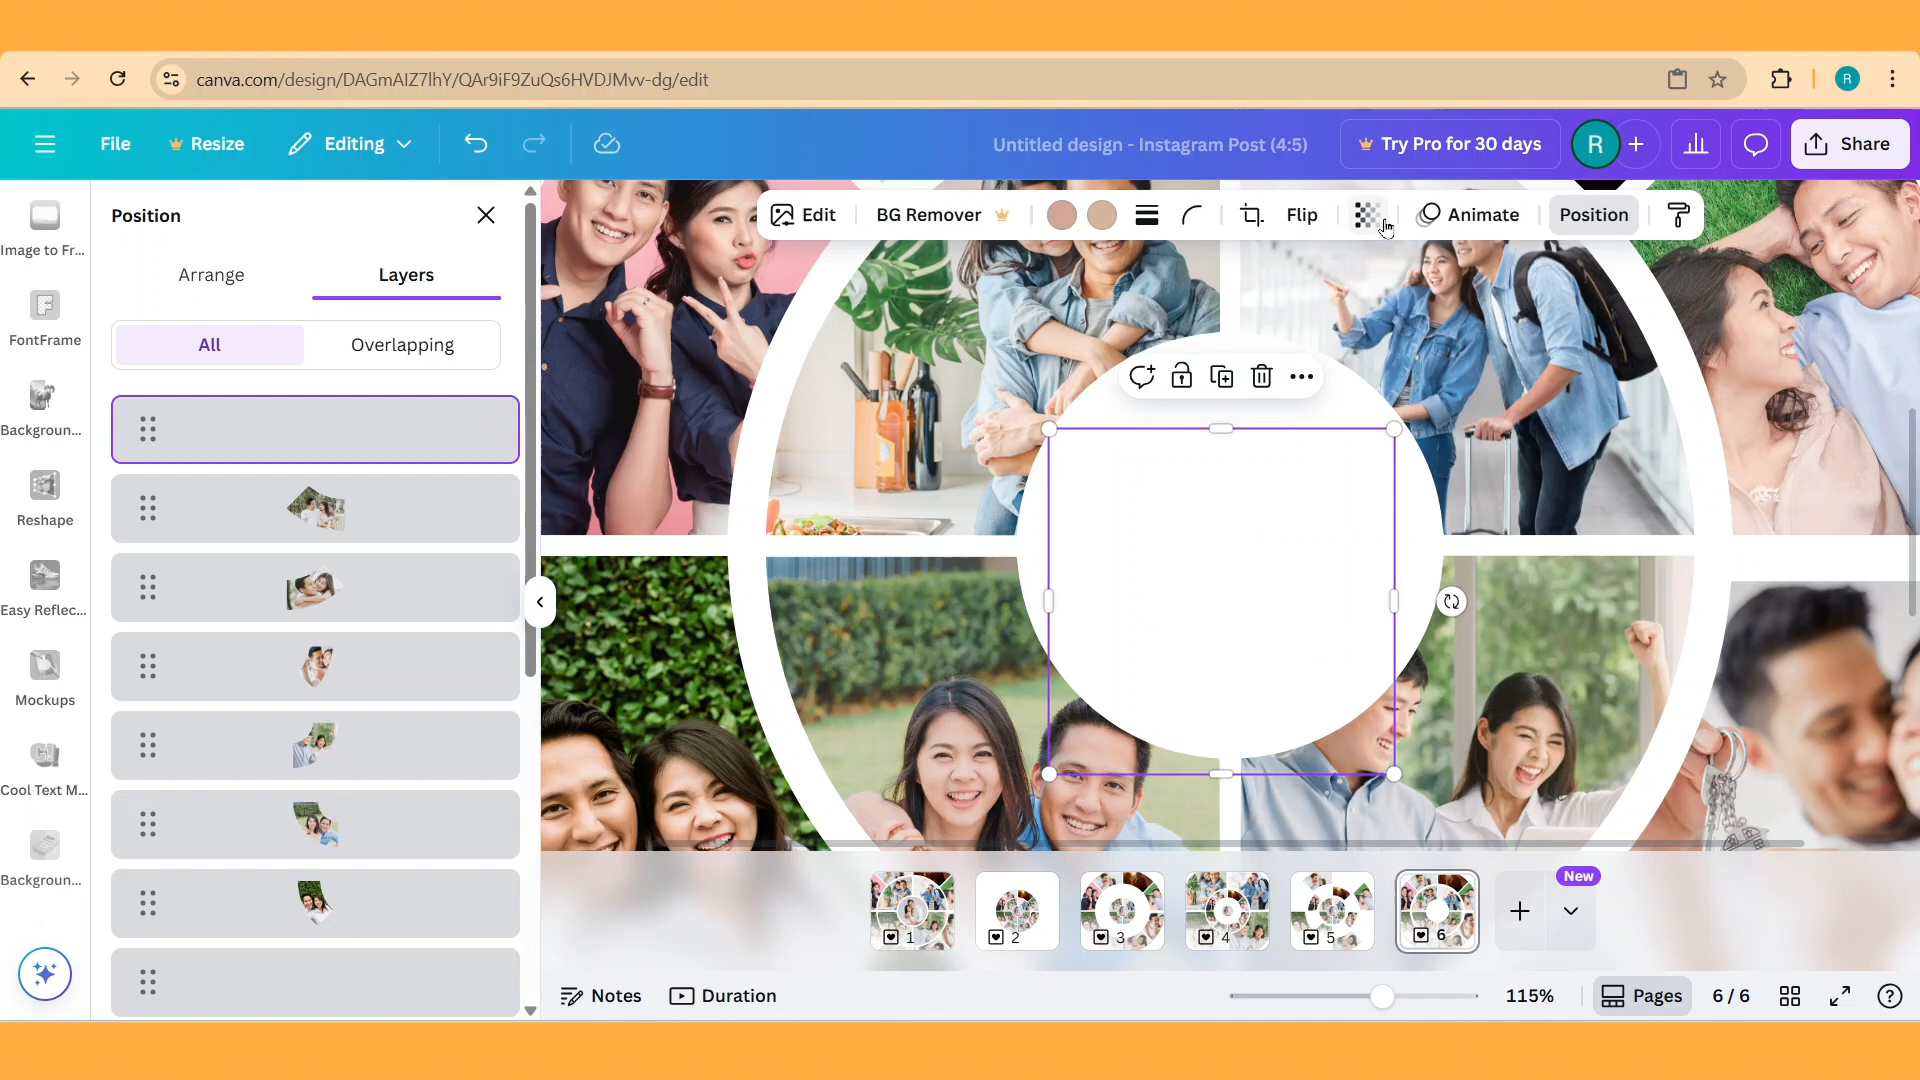 canva.com/design/DAGmAIZ7lhY/QAr9iF9ZuQs6HVDJMvv-dg/edit
R
File
Resize
Editing
Untitled design - Instagram Post (4:5)
Try Pro for 30 days
R
Share
Position
Arrange
Layers
All
Overlapping
Image to Fr...
FontFrame
Backgroun...
Reshape
Easy Reflec...
Mockups
Cool Text M...
Backgroun...
Edit
BG Remover
Flip
Animate
Position
1
2
3
4
5
6
New
Notes
Duration
115%
Pages
6 / 6